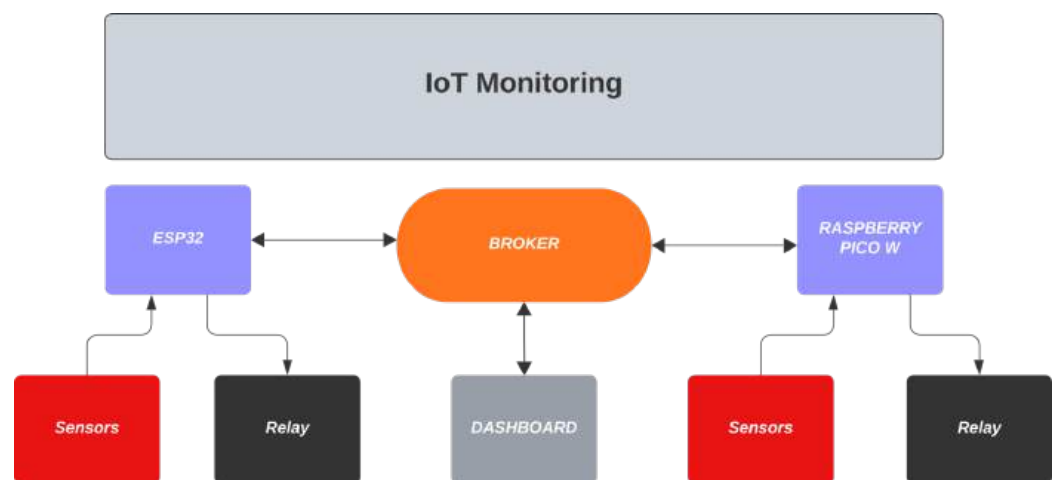 IoT Monitoring
ESP32
BROKER
RASPBERRY
PICO W
Sensors
Relay
DASHBOARD
Sensors
Relay